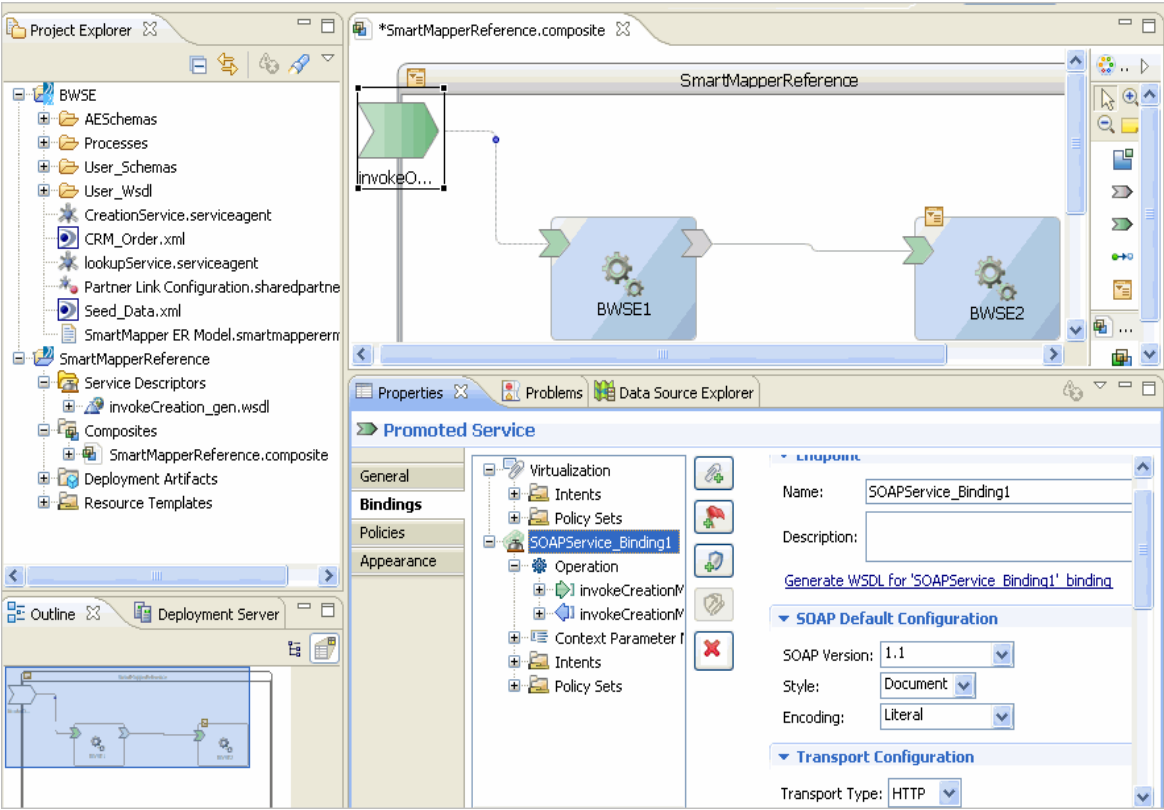 Project Explorer
BWSE
AESchemas
Processes
User_Schemas
User_Wsdl
CreationService.serviceagent
CRM_Order.xml
lookupService.serviceagent
Partner Link Configuration.sharedpartne
Seed_Data.xml
SmartMapper ER Model.smartmappererm
SmartMapperReference
Service Descriptors
invokeCreation_gen.wsdl
Composites
SmartMapperReference.composite
Deployment Artifacts
Resource Templates
Outline
Deployment Server
*SmartMapperReference.composite
SmartMapperReference
invokeO...
BWSE1
BWSE2
..
...
Properties
Problems
Data Source Explorer
Promoted Service
General
Bindings
Policies
Appearance
Virtualization
Intents
Policy Sets
SOAPService_Binding1
Operation
invokeCreationM
invokeCreationM
Context Parameter M
Intents
Policy Sets
Endpoint
Name: SOAPService_Binding1
Description:
Generate WSDL for 'SOAPService_Binding1' binding
SOAP Default Configuration
SOAP Version: 1.1
Style: Document
Encoding: Literal
Transport Configuration
Transport Type: HTTP